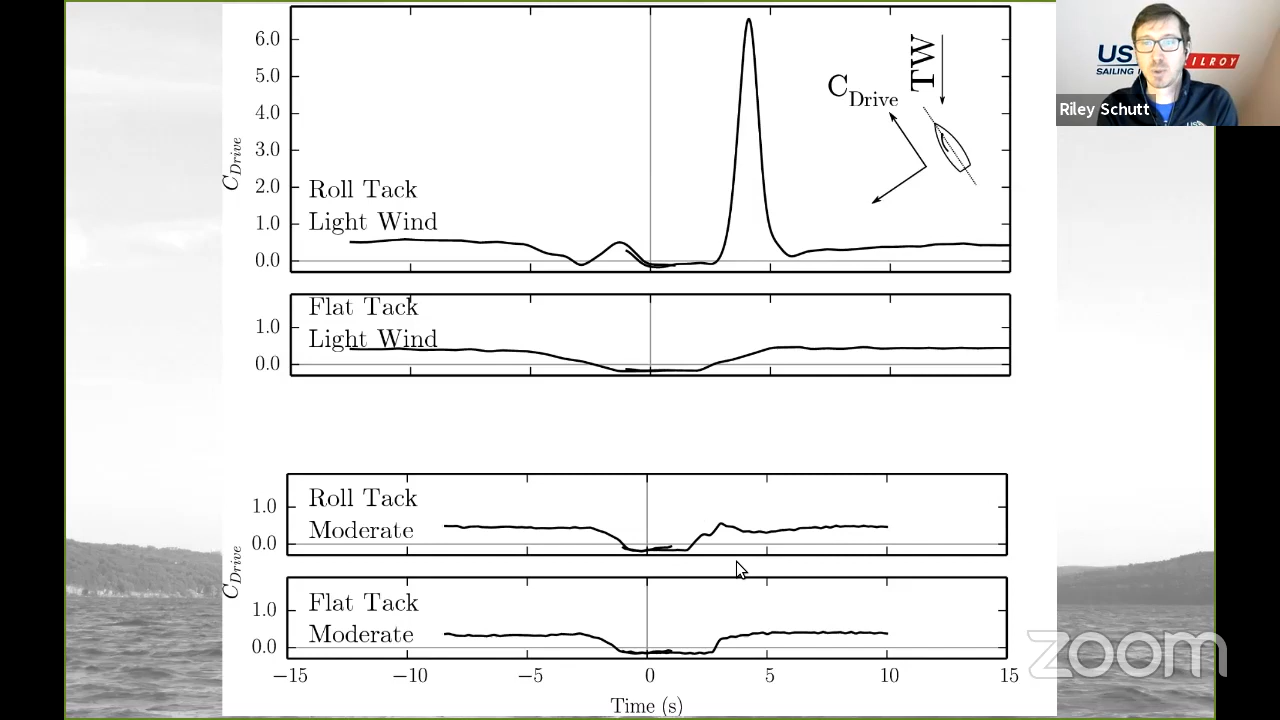 6.0
5.0
4.0
3.0
2.0
1.0
0.0
C_Drive
Roll Tack
Light Wind
C_Drive
TW
Flat Tack
Light Wind
1.0
0.0
Roll Tack
Moderate
1.0
0.0
C_Drive
Flat Tack
Moderate
1.0
0.0
−15 −10 −5 0 5 10 15
Time (s)
US
SAILING
ILROY
Riley Schutt
US
zoom